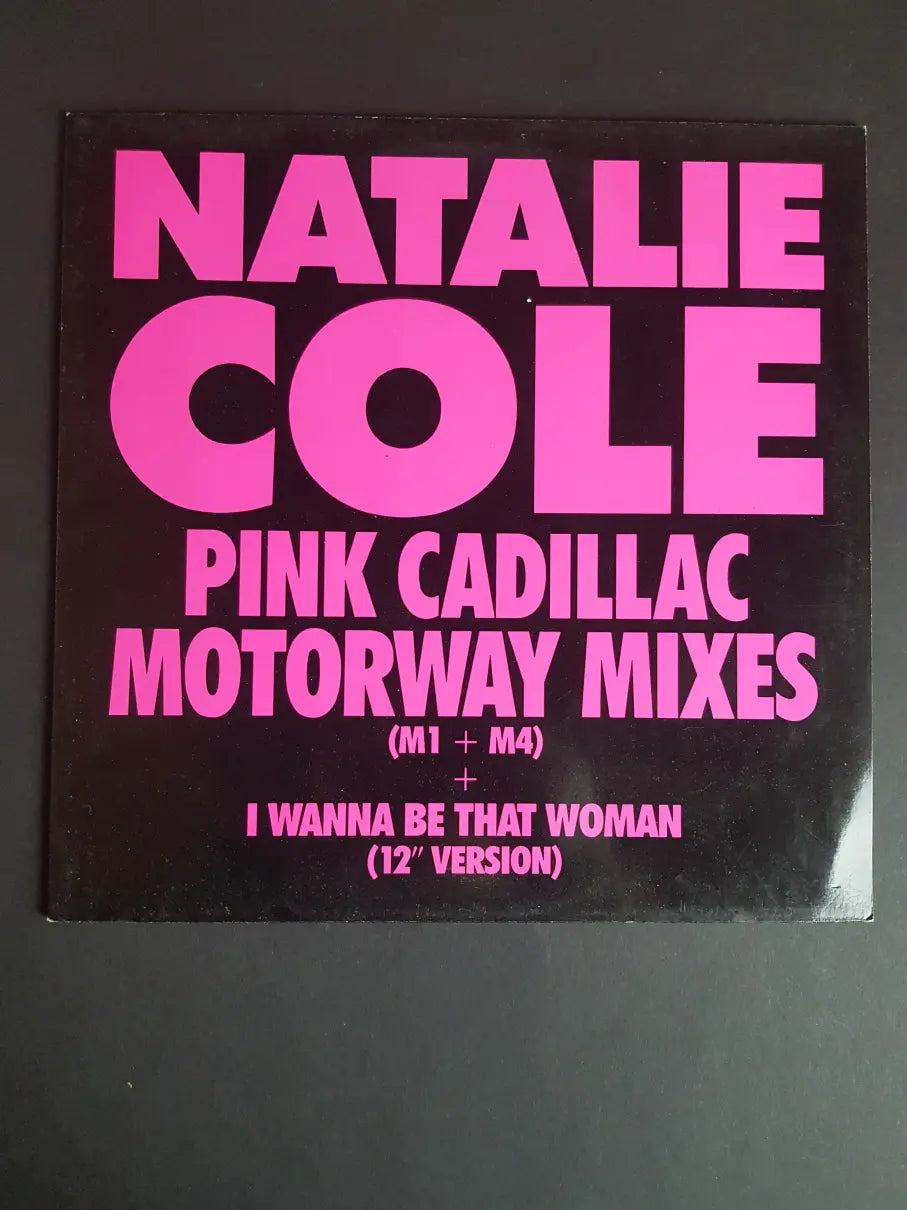 NATALIE
COLE
PINK CADILLAC
MOTORWAY MIXES
(M1 + M4)
+
I WANNA BE THAT WOMAN
(12" VERSION)